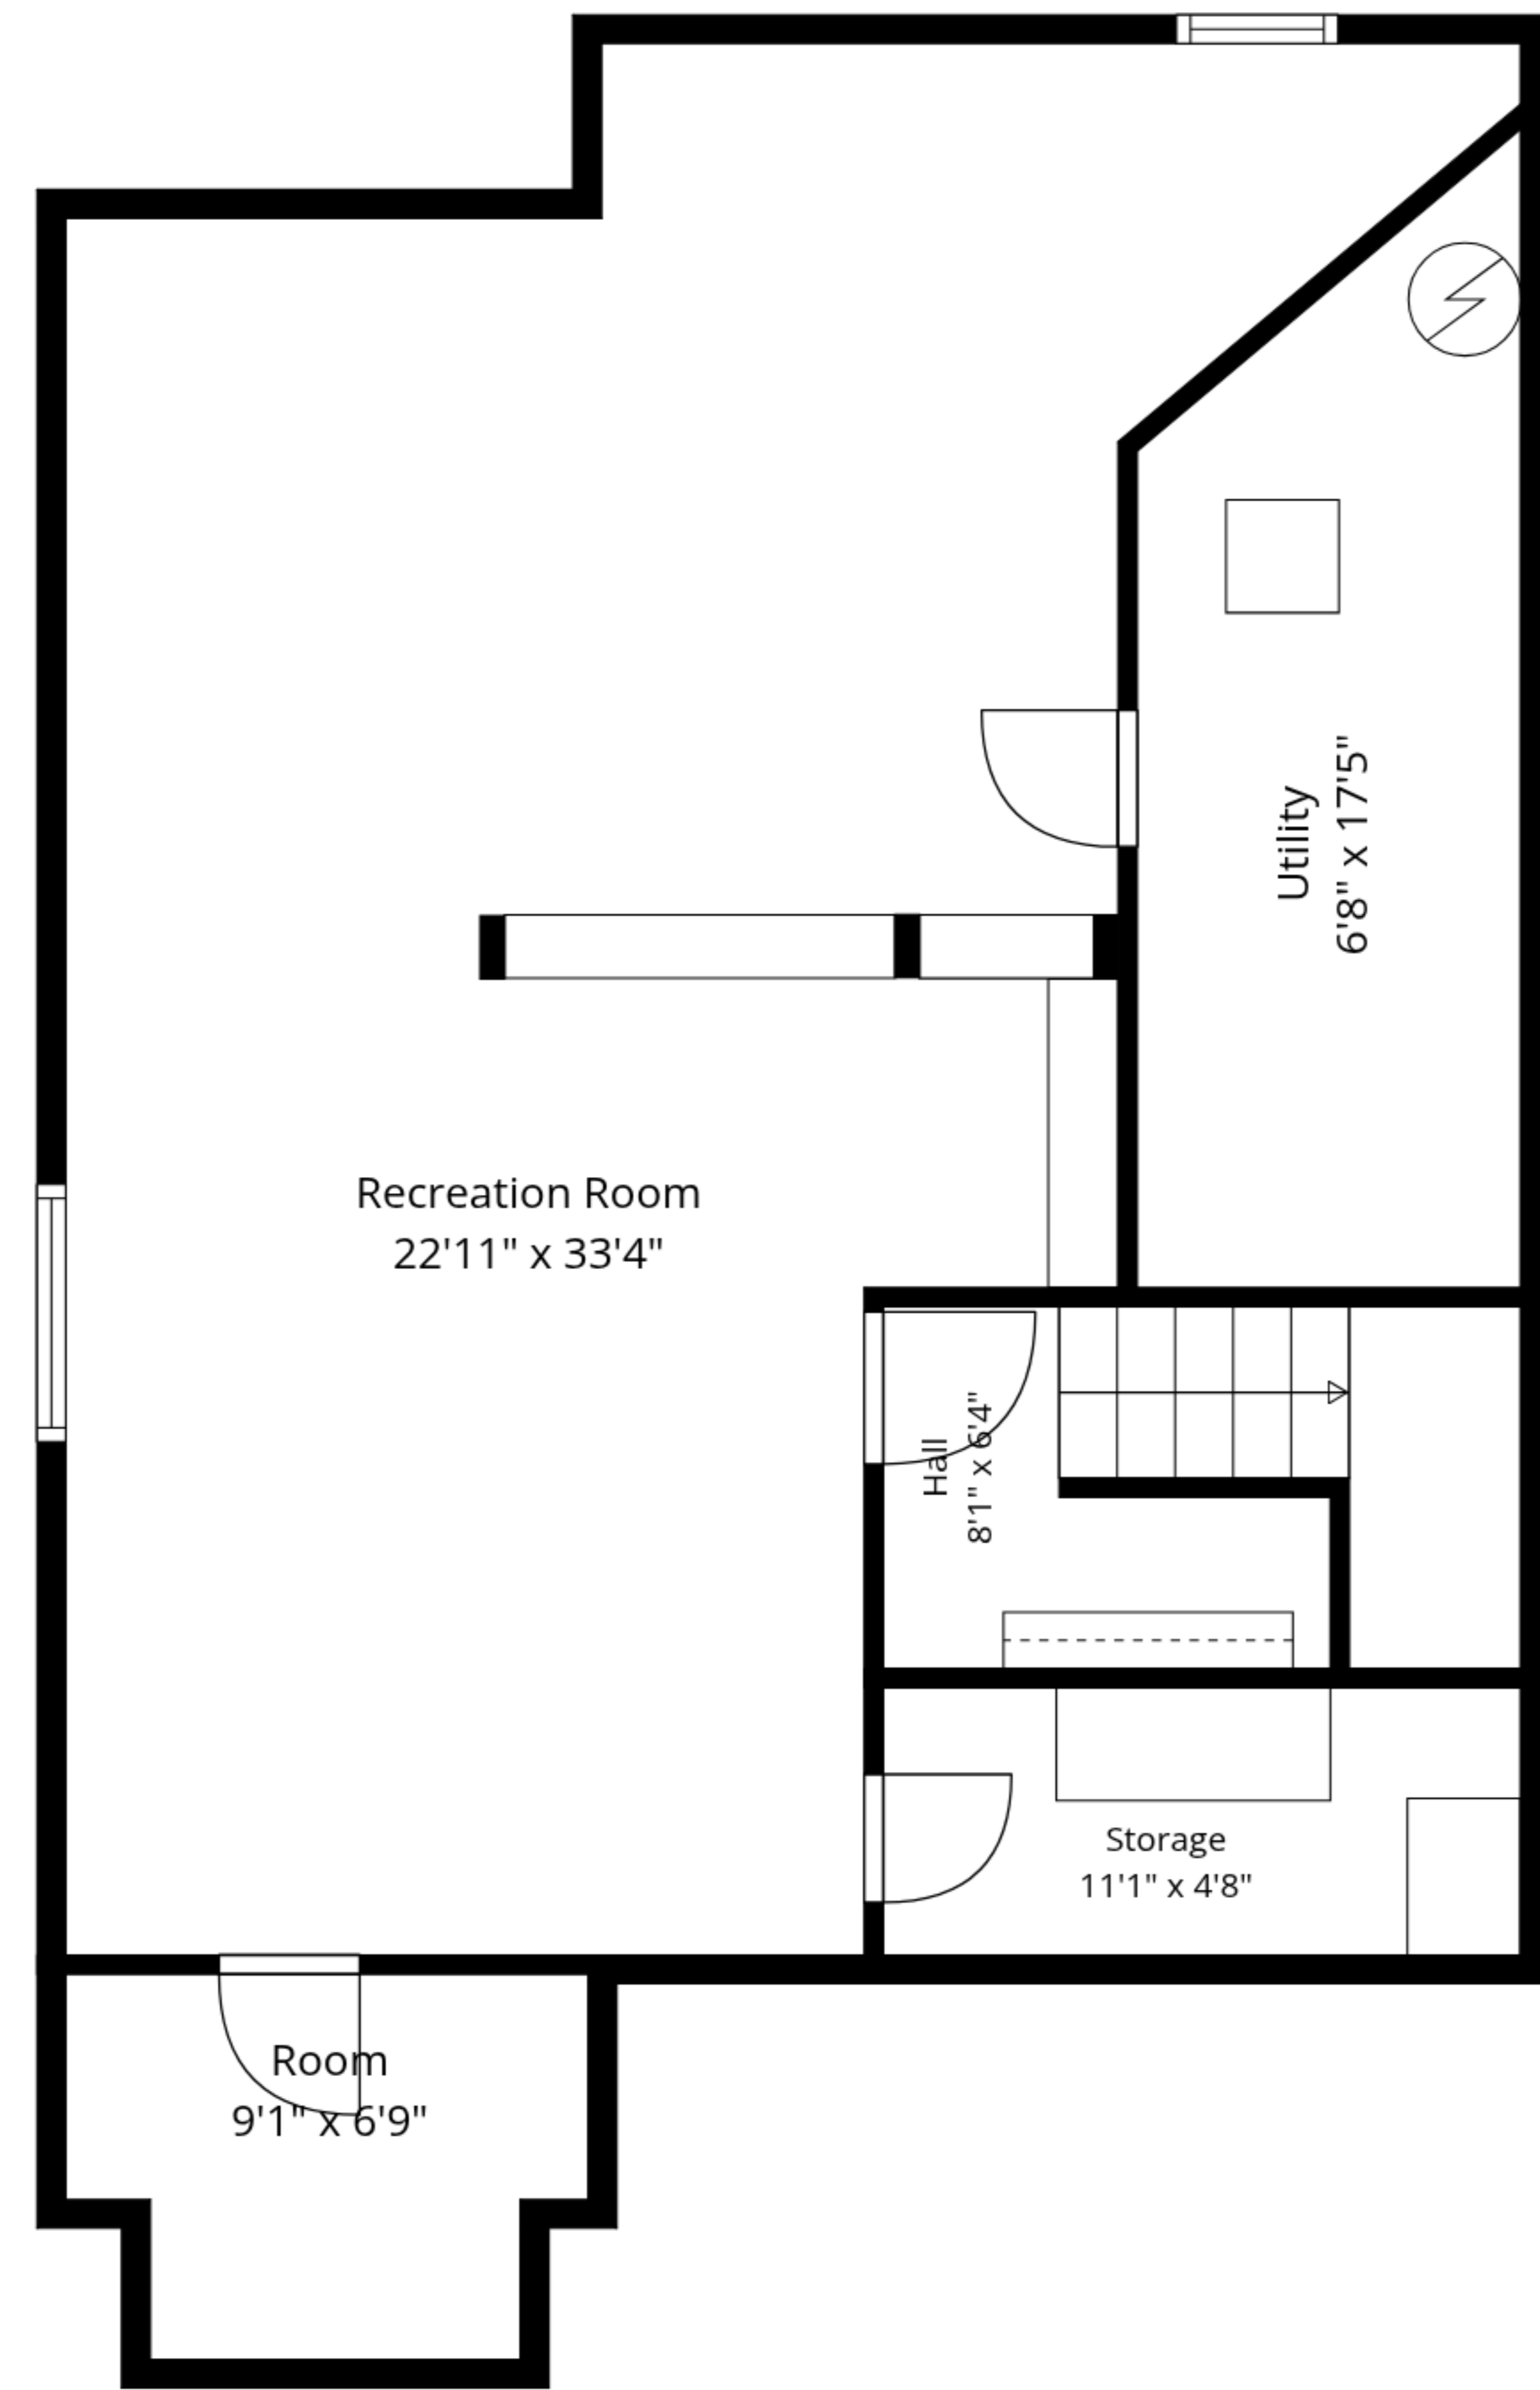 Utility
6'8" x 17'5"
Recreation Room
22'11" x 33'4"
Hall
8'1" x 6'4"
Storage
11'1" x 4'8"
Room
9'1" x 6'9"